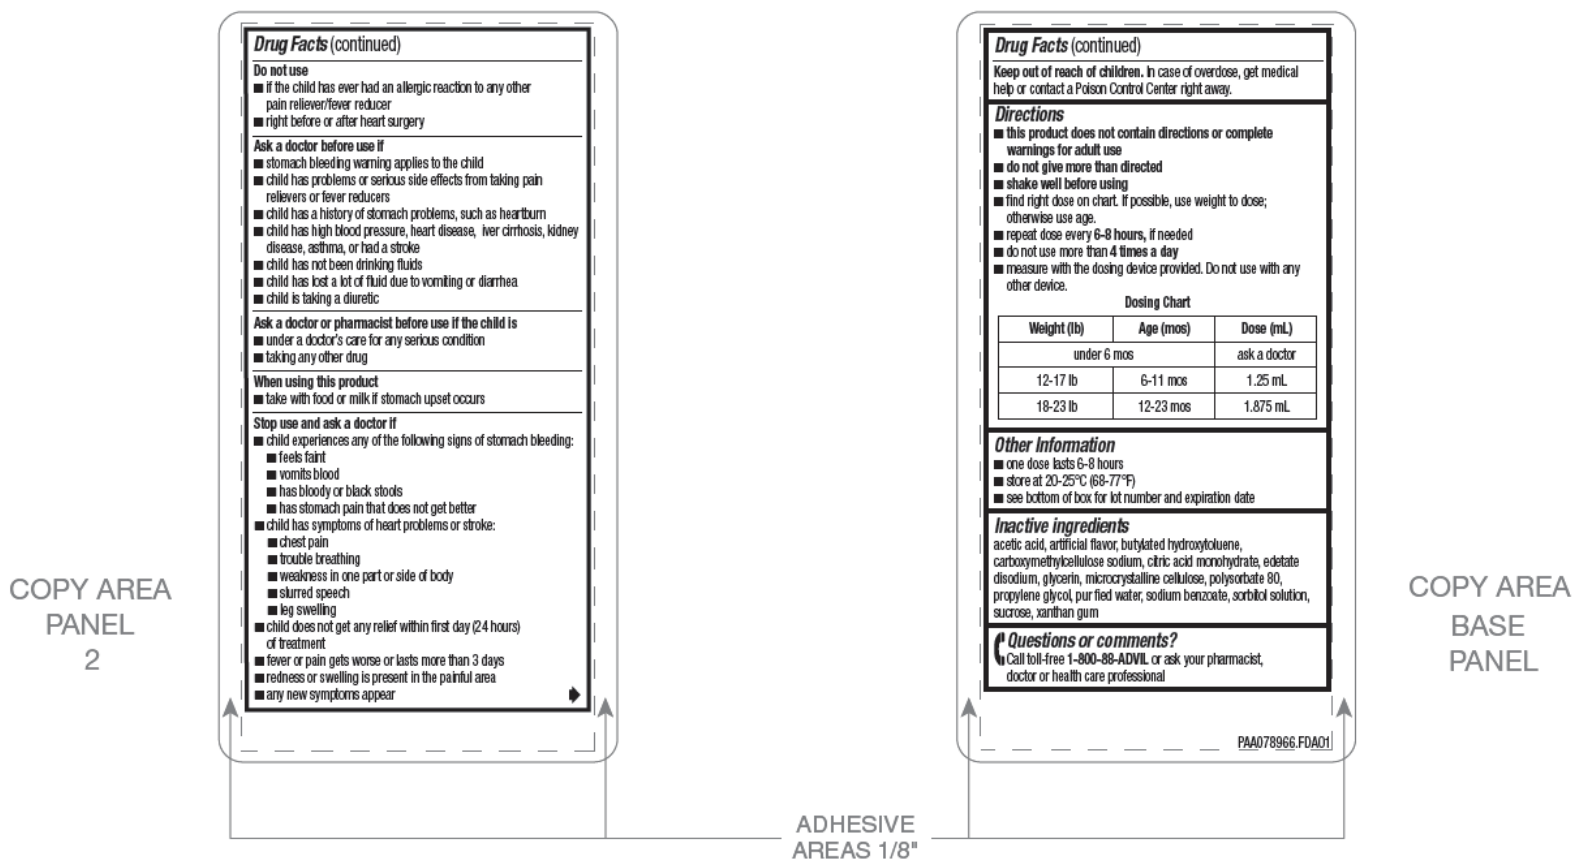 Drug Facts (continued)
Do not use
■ if the child has ever had an allergic reaction to any other
pain reliever/fever reducer
■ right before or after heart surgery
Ask a doctor before use if
■ stomach bleeding warning applies to the child
■ child has problems or serious side effects from taking pain
relievers or fever reducers
■ child has a history of stomach problems, such as heartburn
■ child has high blood pressure, heart disease, iver cirrhosis, kidney
disease, asthma, or had a stroke
■ child has not been drinking fluids
■ child has lost a lot of fluid due to vomiting or diarrhea
■ child is taking a diuretic
Ask a doctor or pharmacist before use if the child is
■ under a doctor's care for any serious condition
■ taking any other drug
When using this product
■ take with food or milk if stomach upset occurs
Stop use and ask a doctor if
■ child experiences any of the following signs of stomach bleeding:
■ feels faint
■ vomits blood
■ has bloody or black stools
■ has stomach pain that does not get better
■ child has symptoms of heart problems or stroke:
■ chest pain
■ trouble breathing
■ weakness in one part or side of body
■ slurred speech
■ leg swelling
■ child does not get any relief within first day (24 hours)
of treatment
■ fever or pain gets worse or lasts more than 3 days
■ redness or swelling is present in the painful area
■ any new symptoms appear
COPY AREA
PANEL
2
Drug Facts (continued)
Keep out of reach of children. In case of overdose, get medical
help or contact a Poison Control Center right away.
Directions
■ this product does not contain directions or complete
warnings for adult use
■ do not give more than directed
■ shake well before using
■ find right dose on chart. If possible, use weight to dose;
otherwise use age.
■ repeat dose every 6-8 hours, if needed
■ do not use more than 4 times a day
■ measure with the dosing device provided. Do not use with any
other device.
Dosing Chart
Weight (lb) Age (mos) Dose (mL)
under 6 mos ask a doctor
12-17 lb 6-11 mos 1.25 mL
18-23 lb 12-23 mos 1.875 mL
Other Information
■ one dose lasts 6-8 hours
■ store at 20-25°C (68-77°F)
■ see bottom of box for lot number and expiration date
Inactive ingredients
acetic acid, artificial flavor, butylated hydroxytoluene,
carboxymethylcellulose sodium, citric acid monohydrate, edetate
disodium, glycerin, microcrystalline cellulose, polysorbate 80,
propylene glycol, pur fied water, sodium benzoate, sorbitol solution,
sucrose, xanthan gum
Questions or comments?
Call toll-free 1-800-88-ADVIL or ask your pharmacist,
doctor or health care professional
PAA078966.FDA01
COPY AREA
BASE
PANEL
ADHESIVE
AREAS 1/8"